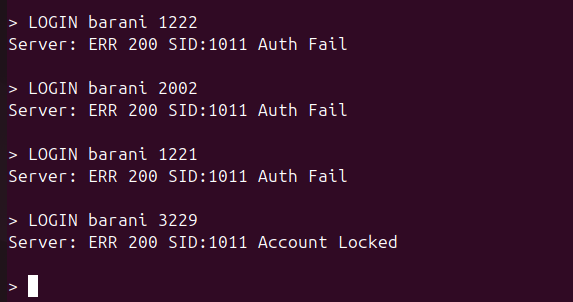 > LOGIN barani 1222
Server: ERR 200 SID:1011 Auth Fail
> LOGIN barani 2002
Server: ERR 200 SID:1011 Auth Fail
> LOGIN barani 1221
Server: ERR 200 SID:1011 Auth Fail
> LOGIN barani 3229
Server: ERR 200 SID:1011 Account Locked
>